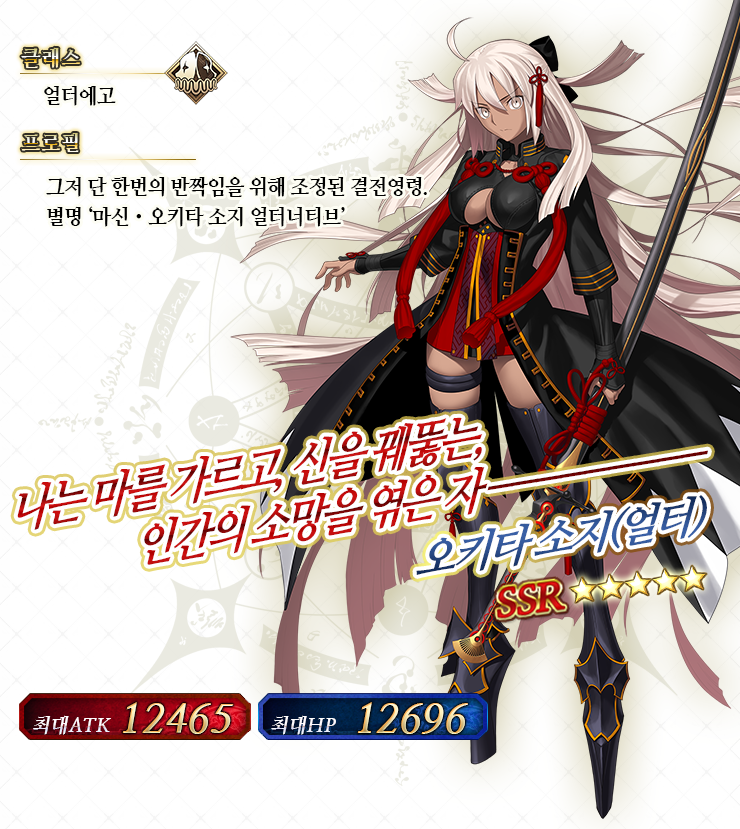 클래스
얼터에고
프로필
그저 단 한번의 반짝임을 위해 조정된 결전영령.
별명 ‘마신・오키타 소지 얼터너티브’
나는 마를 가르고, 신을 꿰뚫는,
인간의 소망을 엮은 자――――
오키타 소지(얼터)
SSR ★★★★★
최대ATK 12465
최대HP 12696